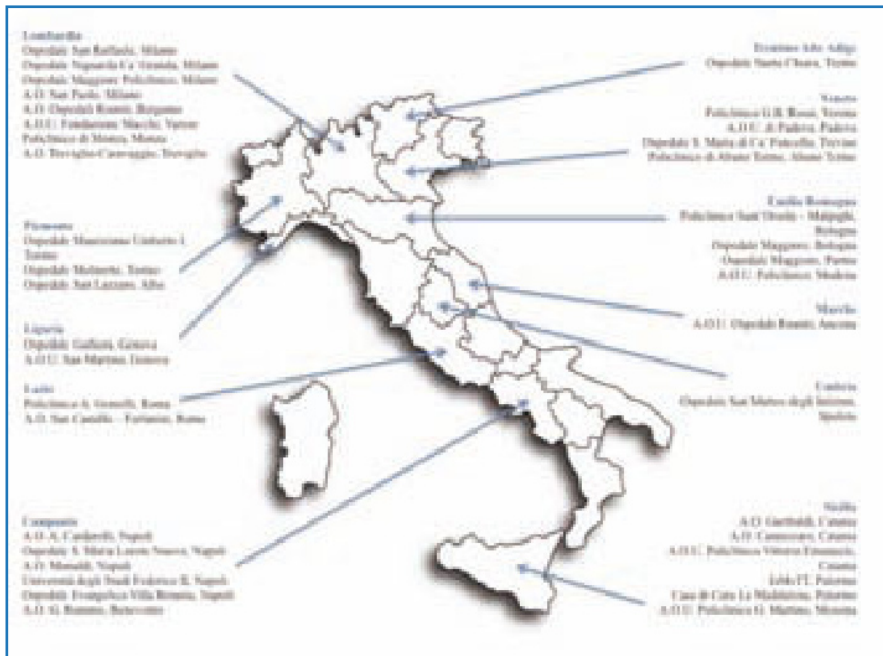 Lombardia
Ospedale San Raffaele, Milano
Ospedale Niguarda Ca' Granda, Milano
Ospedale Maggiore Policlinico, Milano
A.O. San Paolo, Milano
A.O. Ospedali Riuniti, Bergamo
A.O.U. Fondazione Macchi, Varese
Policlinico di Monza, Monza
A.O. Treviglio-Caravaggio, Treviglio
Piemonte
Ospedale Mauriziano Umberto I,
Torino
Ospedale Molinette, Torino
Ospedale San Lazzaro, Alba
Liguria
Ospedale Galliera, Genova
A.O.U. San Martino, Genova
Lazio
Policlinico A. Gemelli, Roma
A.O. San Camillo - Forlanini, Roma
Campania
A.O. A. Cardarelli, Napoli
Ospedale S. Maria Loreto Nuovo, Napoli
A.O. Monaldi, Napoli
Università degli Studi Federico II, Napoli
Ospedale Evangelico Villa Betania, Napoli
A.O. G. Rummo, Benevento
Trentino Alto Adige
Ospedale Santa Chiara, Trento
Veneto
Policlinico G.B. Rossi, Verona
A.O.U. di Padova, Padova
Ospedale S. Maria di Ca' Foncello, Treviso
Policlinico di Abano Terme, Abano Terme
Emilia Romagna
Policlinico Sant'Orsola - Malpighi,
Bologna
Ospedale Maggiore, Bologna
Ospedale Maggiore, Parma
A.O.U. Policlinico, Modena
Marche
A.O.U. Ospedali Riuniti, Ancona
Umbria
Ospedale San Matteo degli Infermi,
Spoleto
Sicilia
A.O. Garibaldi, Catania
A.O. Cannizzaro, Catania
A.O.U. Policlinico Vittorio Emanuele,
Catania
IsMeTT, Palermo
Casa di Cura La Maddalena, Palermo
A.O.U. Policlinico G. Martino, Messina